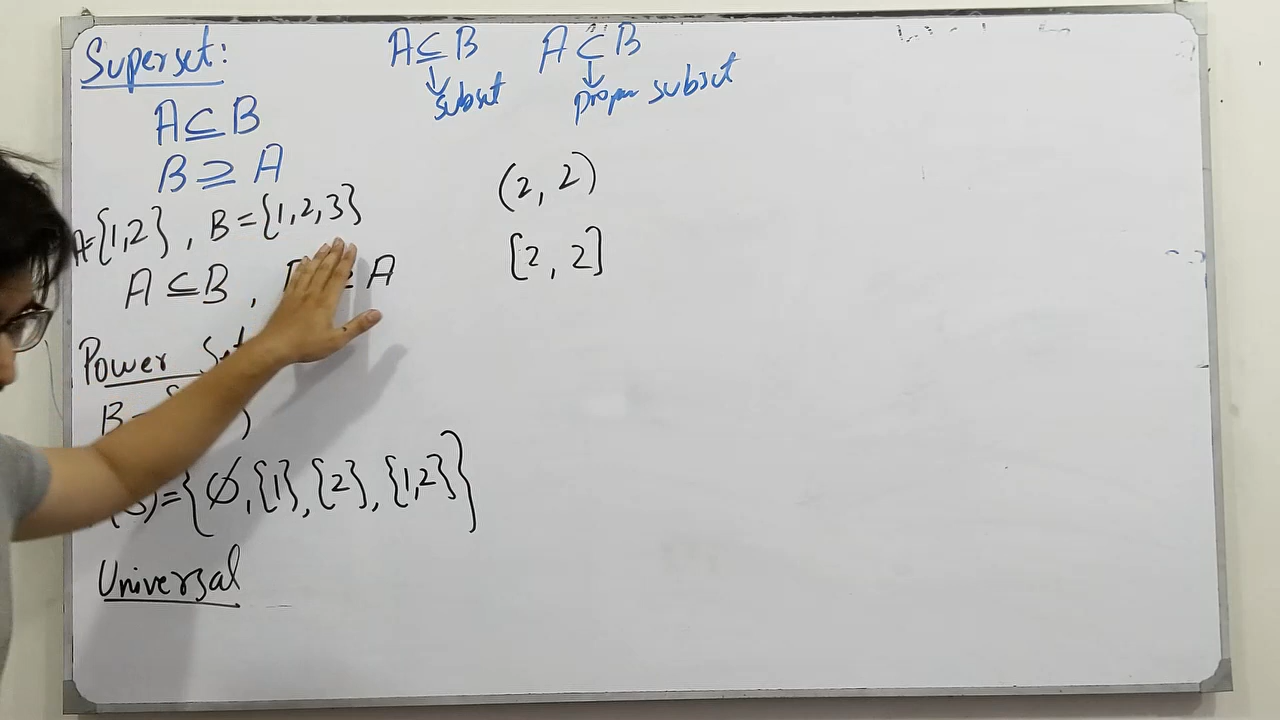 Superset:
A ⊆ B
B ⊇ A
A={1,2}, B={1,2,3}
A ⊆ B, A
Power Set
B
)={∅,{1},{2},{1,2}}
Universal
A ⊆ B A ⊂ B
subset proper subset
(2, 2)
[2, 2]